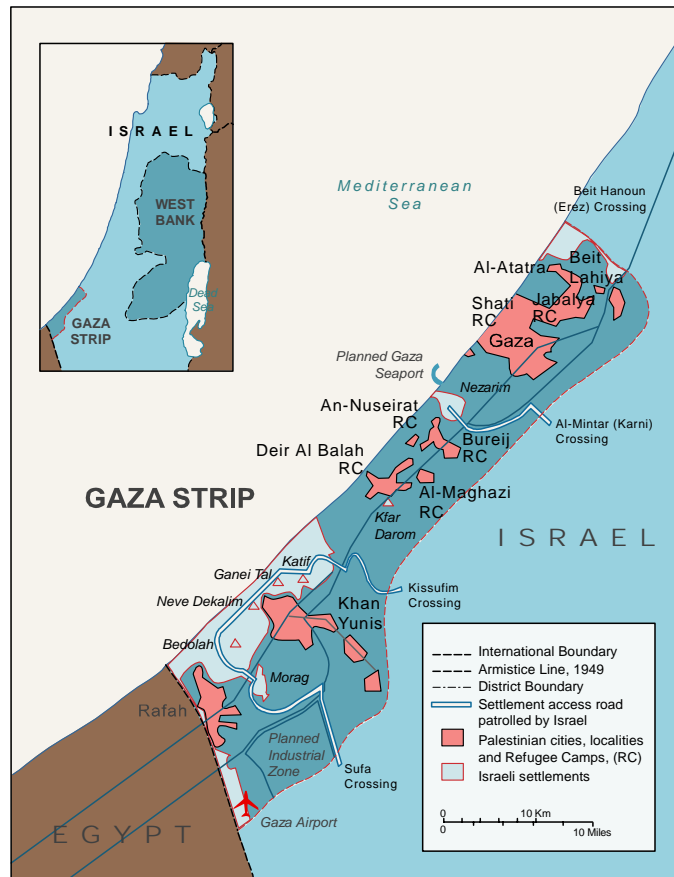 I S R A E L
WEST
BANK
Dead
Sea
GAZA
STRIP
Mediterranean
Sea
Beit Hanoun
(Erez) Crossing
Al-Atatra
Beit
Lahiya
Shati
RC
Jabalya
RC
Gaza
Planned Gaza
Seaport
Nezarim
An-Nuseirat
RC
Al-Mintar (Karni)
Crossing
Bureij
RC
Deir Al Balah
RC
Al-Maghazi
RC
GAZA STRIP
Kfar
Darom
I S R A E L
Katif
Ganei Tal
Kissufim
Crossing
Neve Dekalim
Khan
Yunis
Bedolah
Morag
Rafah
Planned
Industrial
Zone
Sufa
Crossing
Gaza Airport
E G Y P T
International Boundary
Armistice Line, 1949
District Boundary
Settlement access road
patrolled by Israel
Palestinian cities, localities
and Refugee Camps, (RC)
Israeli settlements
0 10 Km
0 10 Miles